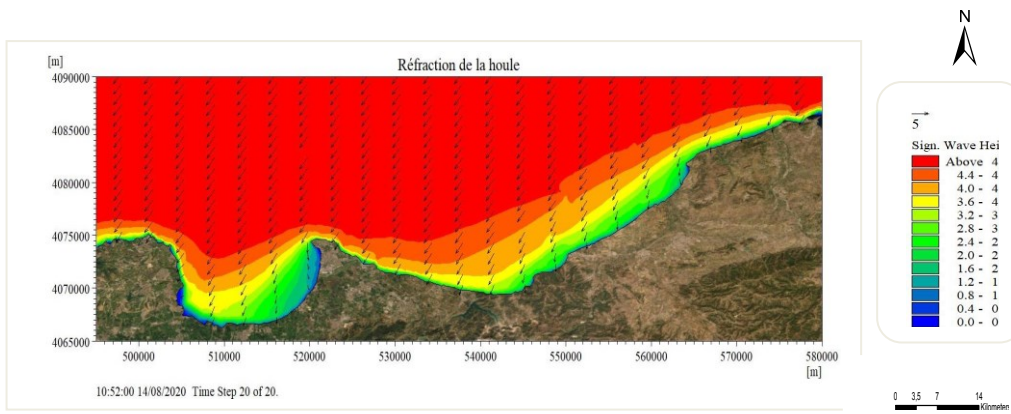 Réfraction de la houle
[m]
4090000
4085000
4080000
4075000
4070000
4065000
500000 510000 520000 530000 540000 550000 560000 570000 580000
[m]
10:52:00 14/08/2020 Time Step 20 of 20.
N
5
Sign. Wave Hei
Above 4
4.4 - 4
4.0 - 4
3.6 - 4
3.2 - 3
2.8 - 3
2.4 - 2
2.0 - 2
1.6 - 2
1.2 - 1
0.8 - 1
0.4 - 0
0.0 - 0
0 3,5 7 14
Kilometers